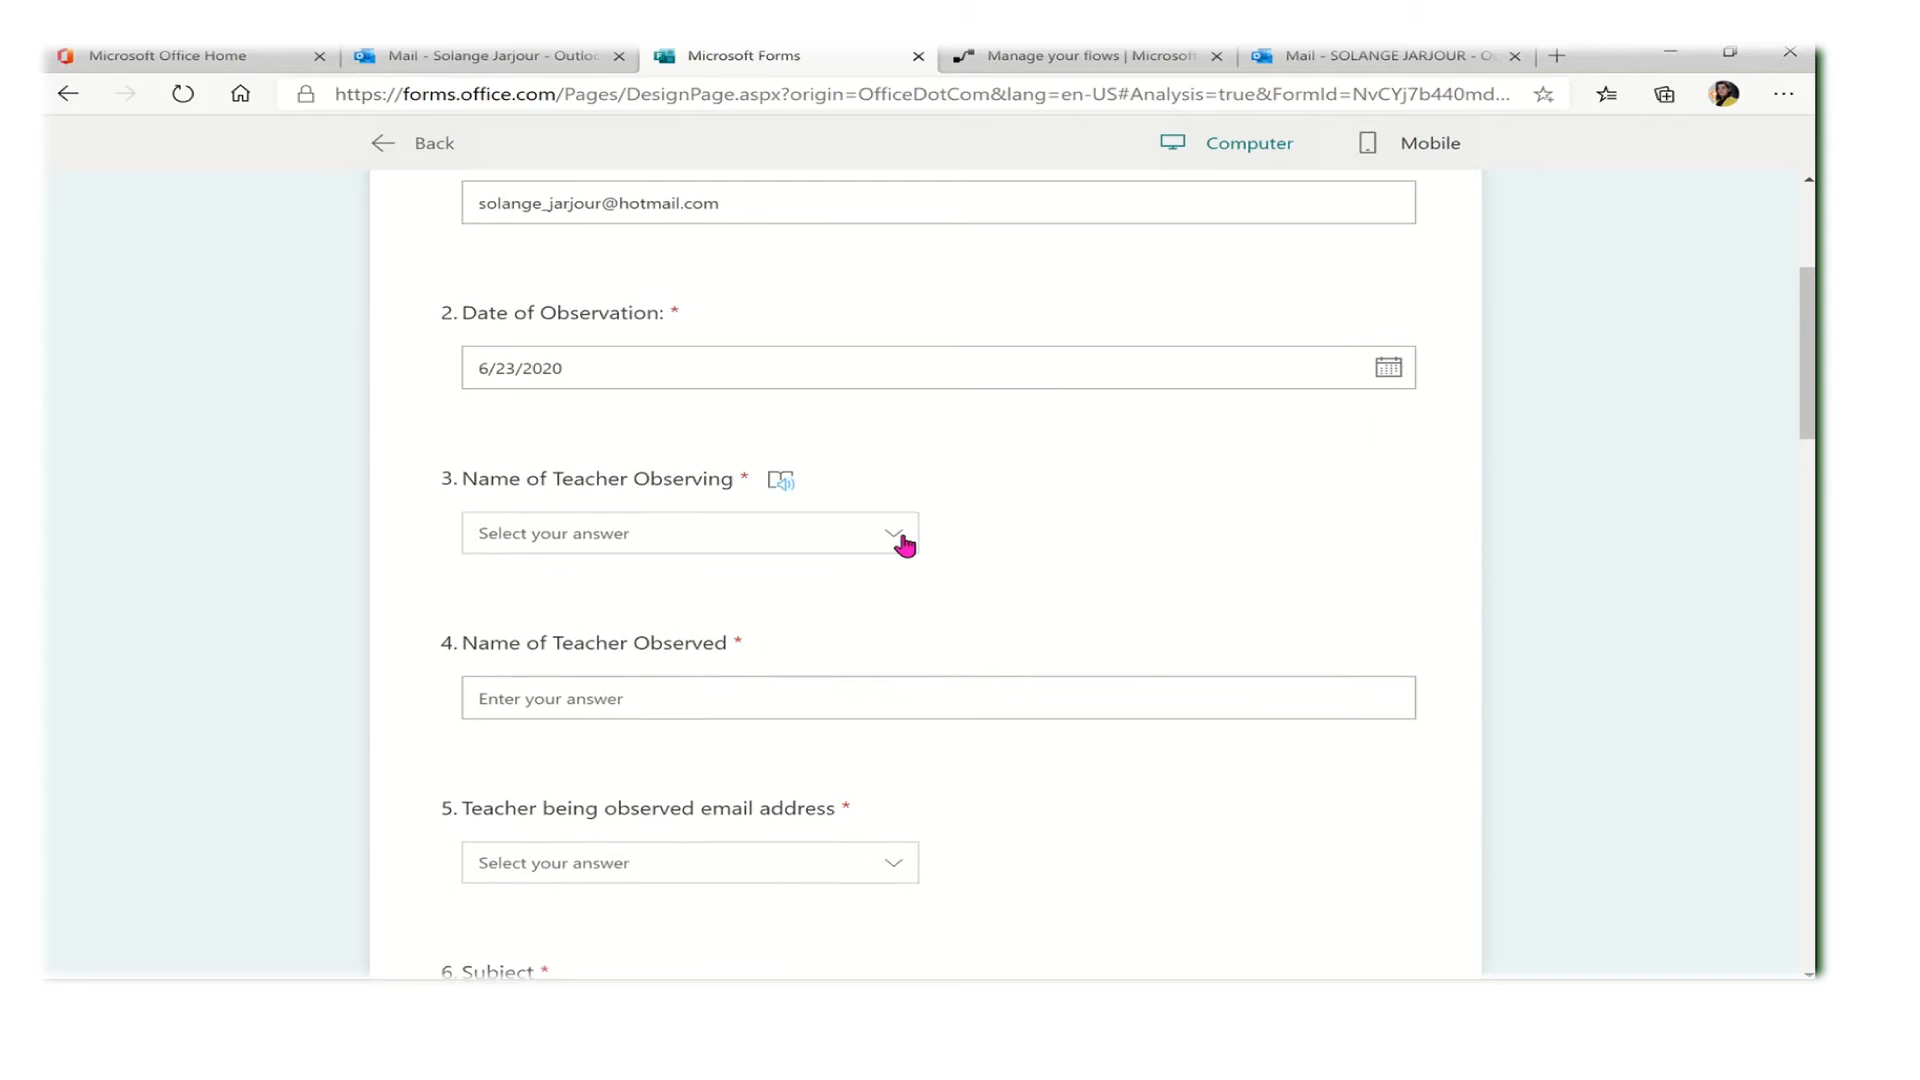 Microsoft Office Home
Mail - Solange Jarjour - Outloo
Microsoft Forms
Manage your flows | Microsoft
Mail - SOLANGE JARJOUR - O
https://forms.office.com/Pages/DesignPage.aspx?origin=OfficeDotCom&lang=en-US#Analysis=true&FormId=NvCYj7b440md...
Back
Computer
Mobile
solange_jarjour@hotmail.com
2. Date of Observation: *
6/23/2020
3. Name of Teacher Observing *
Select your answer
4. Name of Teacher Observed *
Enter your answer
5. Teacher being observed email address *
Select your answer
6. Subject *